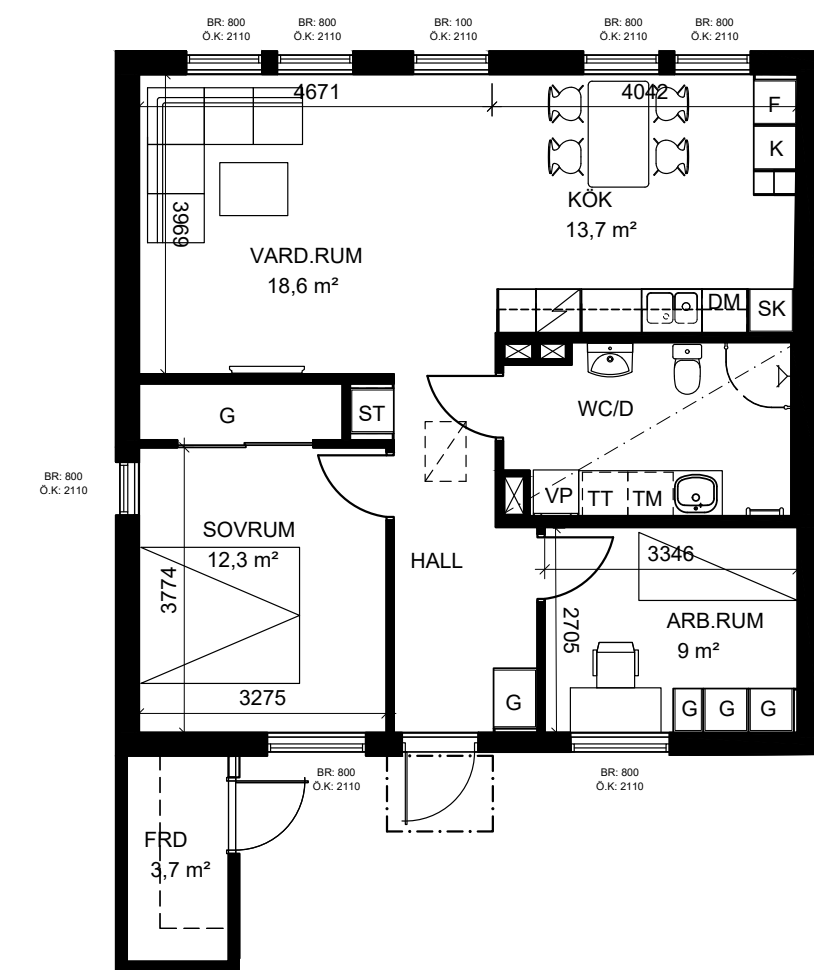 BR: 800
Ö.K: 2110
BR: 800
Ö.K: 2110
BR: 100
Ö.K: 2110
BR: 800
Ö.K: 2110
BR: 800
Ö.K: 2110
4671
4042
F
K
3969
KÖK
13,7 m²
VARD.RUM
18,6 m²
DM
SK
G
ST
WC/D
BR: 800
Ö.K: 2110
VP
TT
TM
SOVRUM
12,3 m²
HALL
3346
3774
2705
ARB.RUM
9 m²
3275
G
G
G
G
BR: 800
Ö.K: 2110
BR: 800
Ö.K: 2110
FRD
3,7 m²